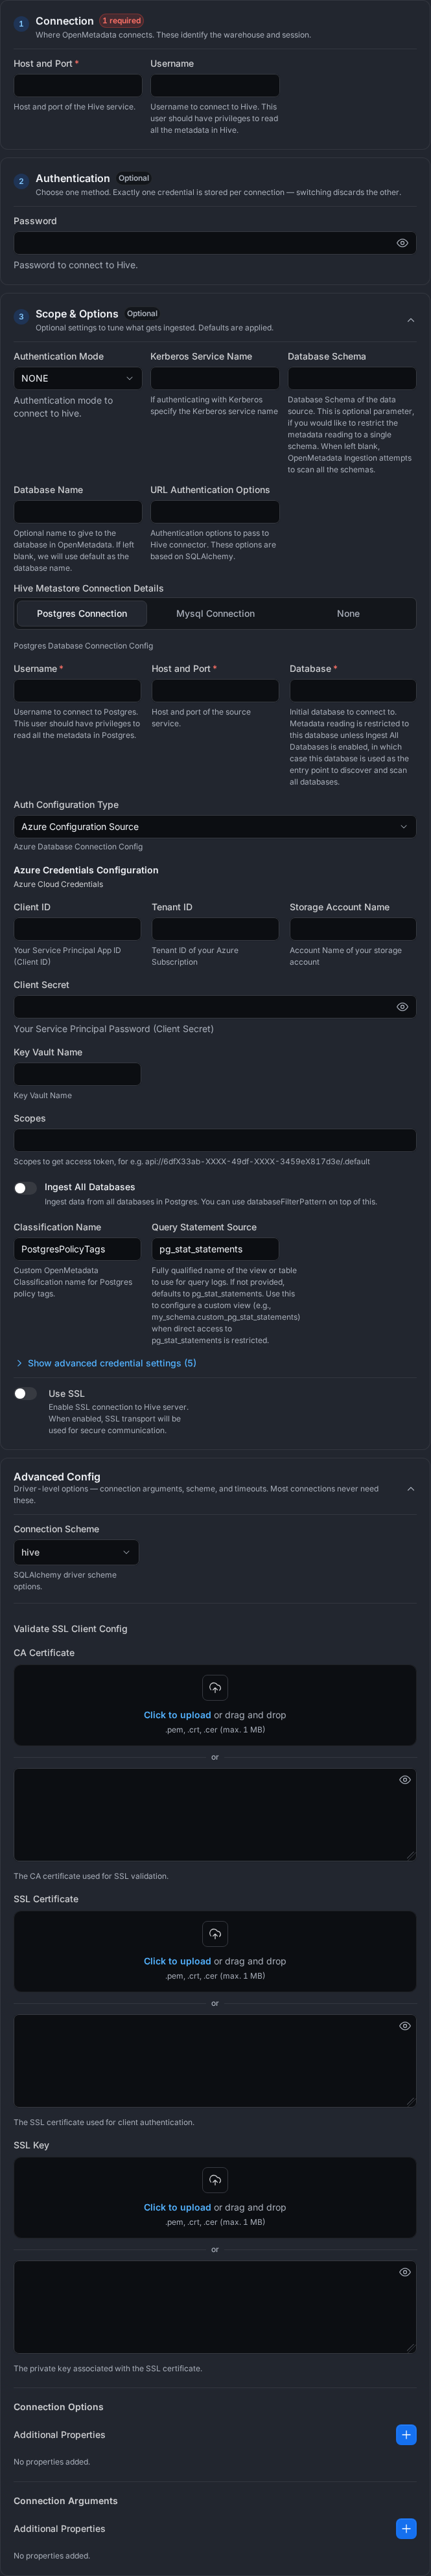 1
Connection
1 required
Where OpenMetadata connects. These identify the warehouse and session.
Host and Port *
Username
Host and port of the Hive service.
Username to connect to Hive. This
user should have privileges to read
all the metadata in Hive.
2
Authentication
Optional
Choose one method. Exactly one credential is stored per connection — switching discards the other.
Password
Password to connect to Hive.
3
Scope & Options
Optional
Optional settings to tune what gets ingested. Defaults are applied.
Authentication Mode
Kerberos Service Name
Database Schema
NONE
Authentication mode to
connect to hive.
If authenticating with Kerberos
specify the Kerberos service name
Database Schema of the data
source. This is optional parameter,
if you would like to restrict the
metadata reading to a single
schema. When left blank,
OpenMetadata Ingestion attempts
to scan all the schemas.
Database Name
URL Authentication Options
Optional name to give to the
database in OpenMetadata. If left
blank, we will use default as the
database name.
Authentication options to pass to
Hive connector. These options are
based on SQLAlchemy.
Hive Metastore Connection Details
Postgres Connection
Mysql Connection
None
Postgres Database Connection Config
Username *
Host and Port *
Database *
Username to connect to Postgres.
This user should have privileges to
read all the metadata in Postgres.
Host and port of the source
service.
Initial database to connect to.
Metadata reading is restricted to
this database unless Ingest All
Databases is enabled, in which
case this database is used as the
entry point to discover and scan
all databases.
Auth Configuration Type
Azure Configuration Source
Azure Database Connection Config
Azure Credentials Configuration
Azure Cloud Credentials
Client ID
Tenant ID
Storage Account Name
Your Service Principal App ID
(Client ID)
Tenant ID of your Azure
Subscription
Account Name of your storage
account
Client Secret
Your Service Principal Password (Client Secret)
Key Vault Name
Key Vault Name
Scopes
Scopes to get access token, for e.g. api://6dfX33ab-XXXX-49df-XXXX-3459eX817d3e/.default
Ingest All Databases
Ingest data from all databases in Postgres. You can use databaseFilterPattern on top of this.
Classification Name
Query Statement Source
PostgresPolicyTags
pg_stat_statements
Custom OpenMetadata
Classification name for Postgres
policy tags.
Fully qualified name of the view or table
to use for query logs. If not provided,
defaults to pg_stat_statements. Use this
to configure a custom view (e.g.,
my_schema.custom_pg_stat_statements)
when direct access to
pg_stat_statements is restricted.
Show advanced credential settings (5)
Use SSL
Enable SSL connection to Hive server.
When enabled, SSL transport will be
used for secure communication.
Advanced Config
Driver-level options — connection arguments, scheme, and timeouts. Most connections never need
these.
Connection Scheme
hive
SQLAlchemy driver scheme
options.
Validate SSL Client Config
CA Certificate
Click to upload or drag and drop
.pem, .crt, .cer (max. 1 MB)
or
The CA certificate used for SSL validation.
SSL Certificate
Click to upload or drag and drop
.pem, .crt, .cer (max. 1 MB)
or
The SSL certificate used for client authentication.
SSL Key
Click to upload or drag and drop
.pem, .crt, .cer (max. 1 MB)
or
The private key associated with the SSL certificate.
Connection Options
Additional Properties
No properties added.
Connection Arguments
Additional Properties
No properties added.